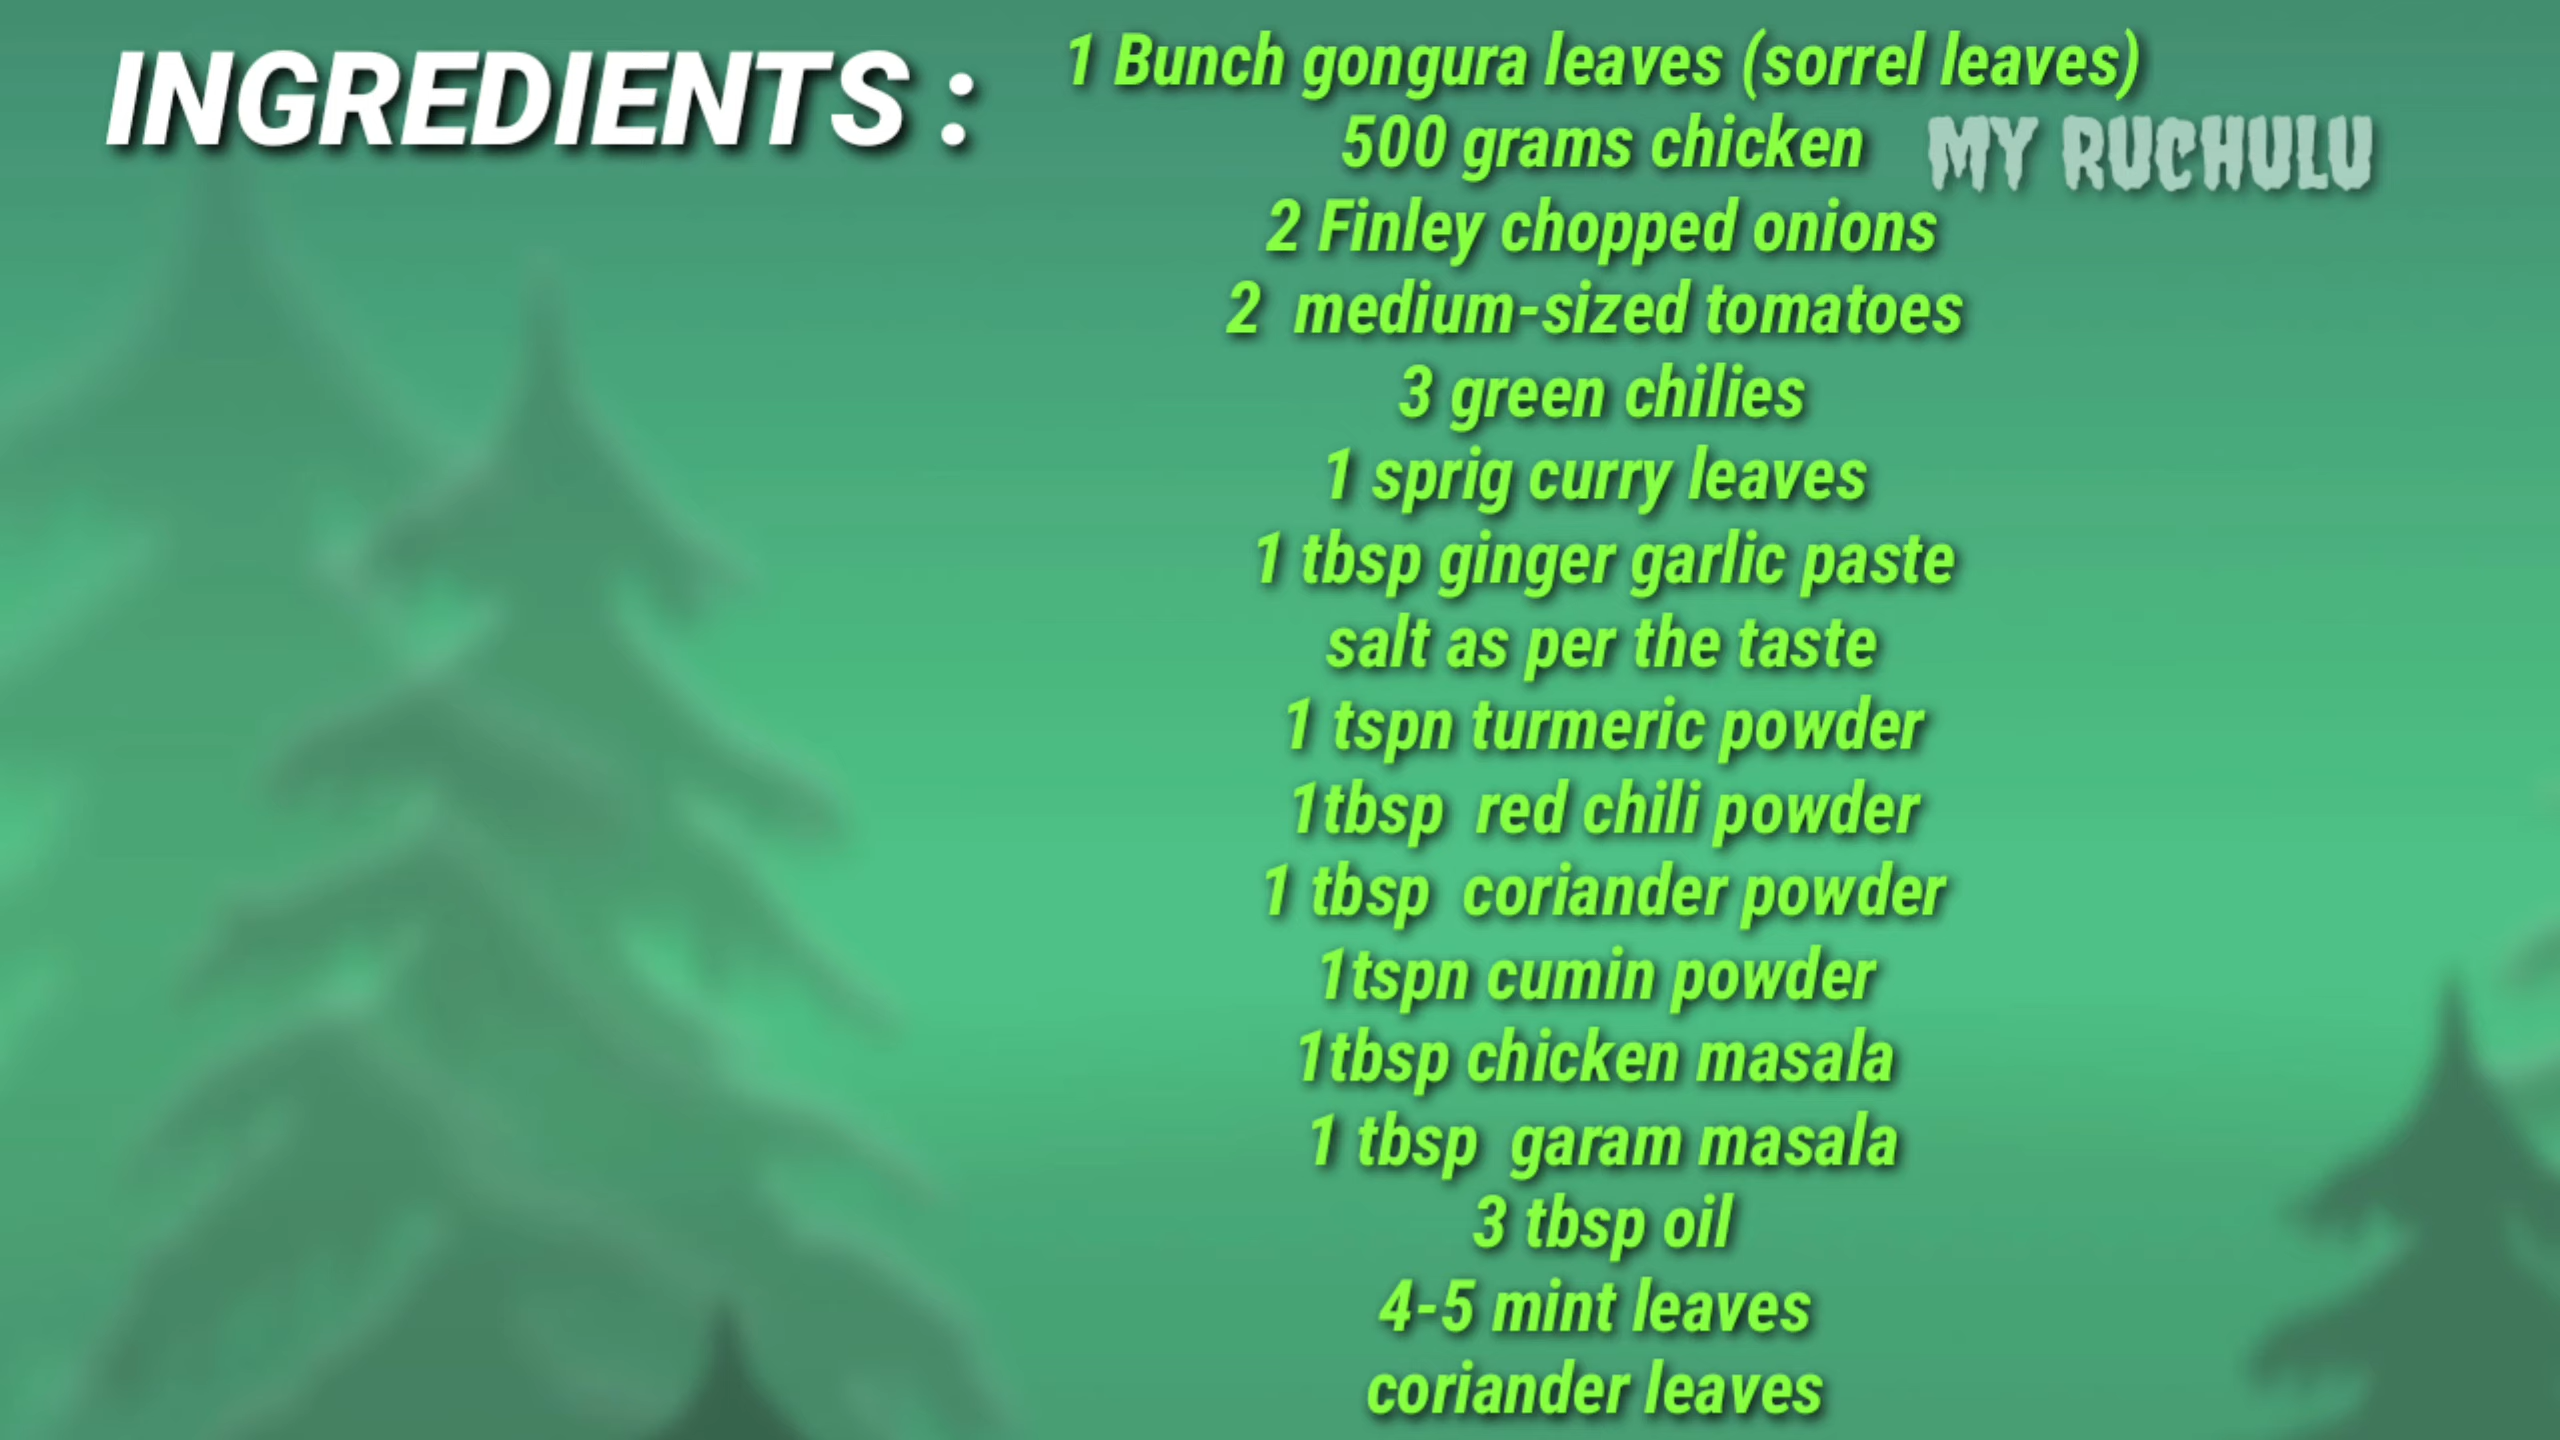 INGREDIENTS :
1 Bunch gongura leaves (sorrel leaves)
500 grams chicken
MY RUCHULU
2 Finley chopped onions
2 medium-sized tomatoes
3 green chilies
1 sprig curry leaves
1 tbsp ginger garlic paste
salt as per the taste
1 tspn turmeric powder
1tbsp red chili powder
1 tbsp coriander powder
1tspn cumin powder
1tbsp chicken masala
1 tbsp garam masala
3 tbsp oil
4-5 mint leaves
coriander leaves